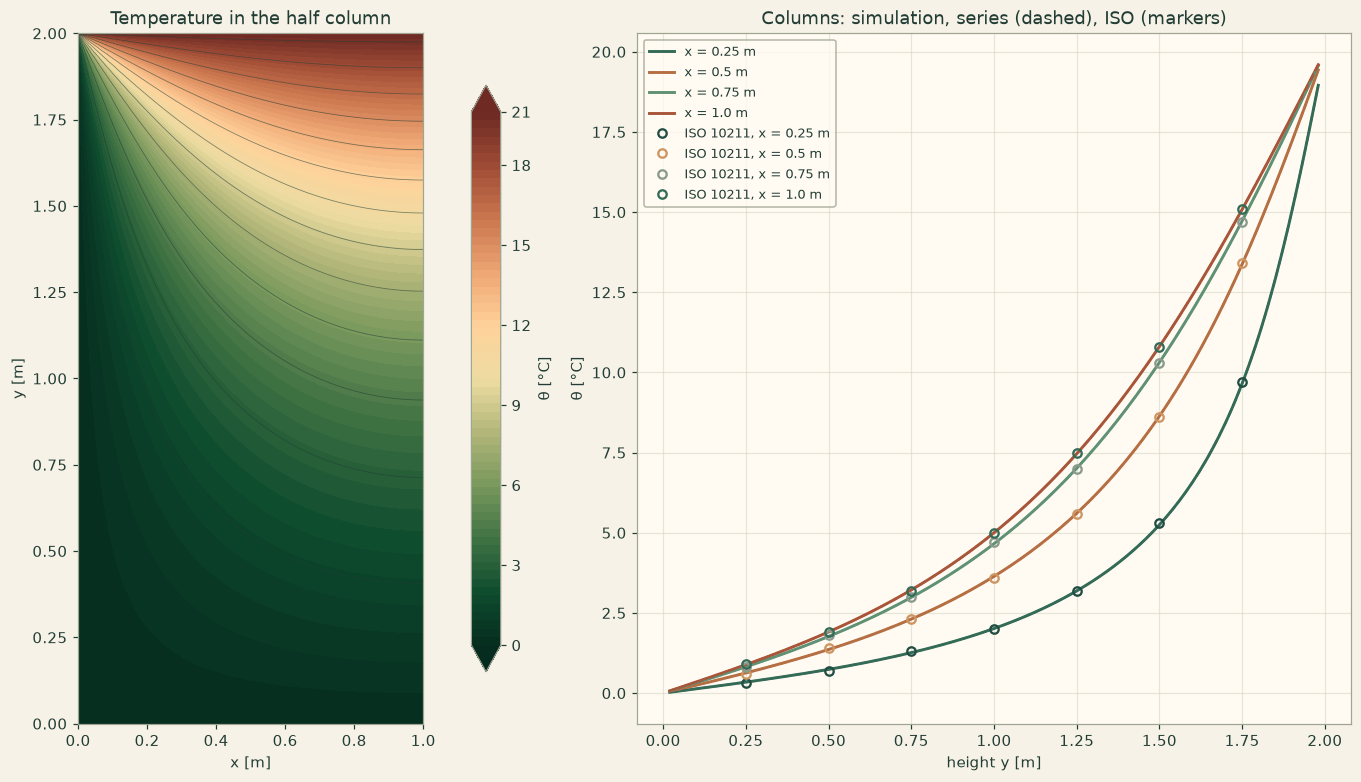 Temperature in the half column
2.00
1.75
1.50
1.25
1.00
0.75
0.50
0.25
0.00
y [m]
0.0 0.2 0.4 0.6 0.8 1.0
x [m]
21
18
15
12
9
6
3
0
θ [°C]
Columns: simulation, series (dashed), ISO (markers)
θ [°C]
20.0
17.5
15.0
12.5
10.0
7.5
5.0
2.5
0.0
x = 0.25 m
x = 0.5 m
x = 0.75 m
x = 1.0 m
ISO 10211, x = 0.25 m
ISO 10211, x = 0.5 m
ISO 10211, x = 0.75 m
ISO 10211, x = 1.0 m
0.00 0.25 0.50 0.75 1.00 1.25 1.50 1.75 2.00
height y [m]